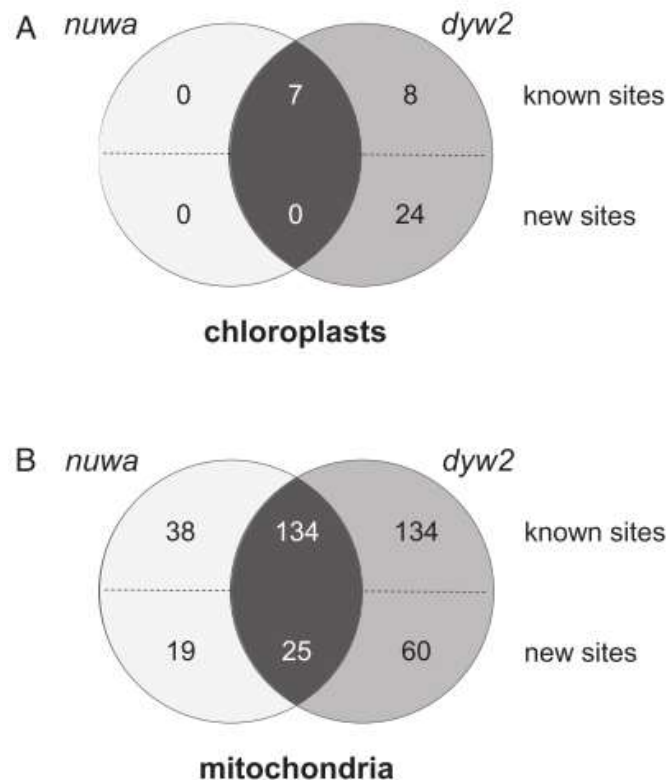 A nuwa dyw2
0 7 8 known sites
0 0 24 new sites
chloroplasts
B nuwa dyw2
38 134 134 known sites
19 25 60 new sites
mitochondria